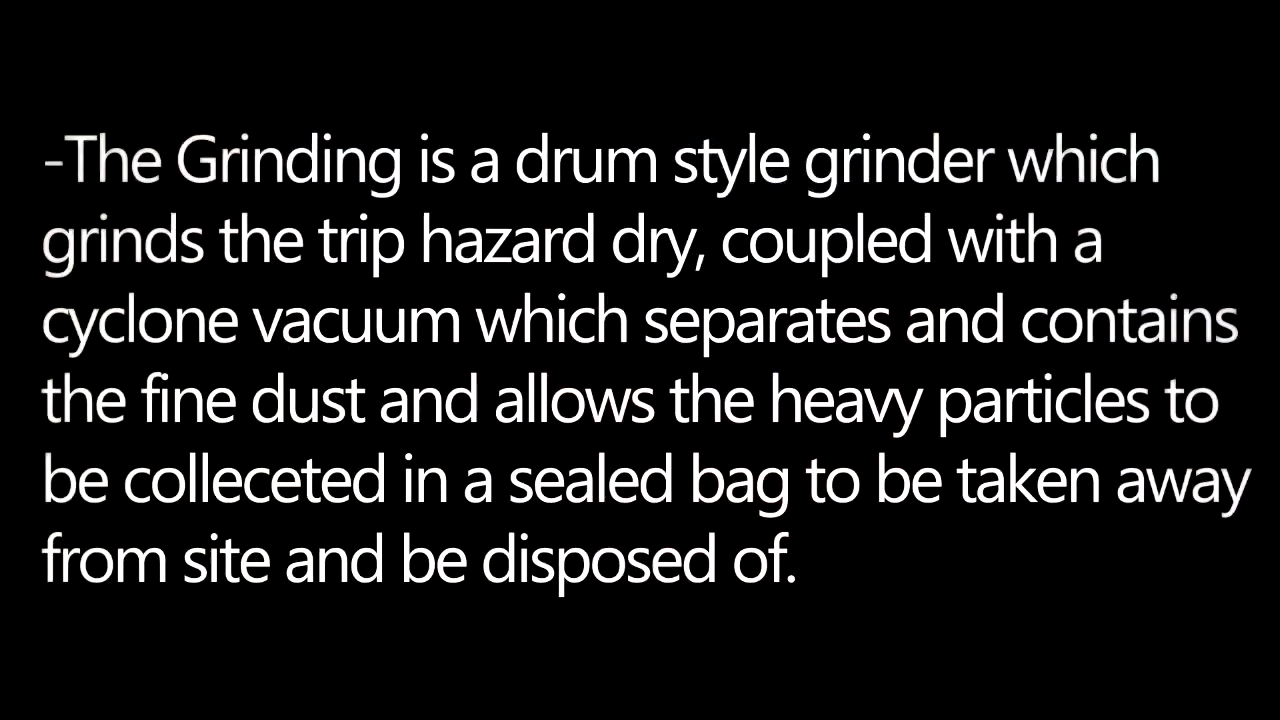 -The Grinding is a drum style grinder which
grinds the trip hazard dry, coupled with a
cyclone vacuum which separates and contains
the fine dust and allows the heavy particles to
be colleceted in a sealed bag to be taken away
from site and be disposed of.